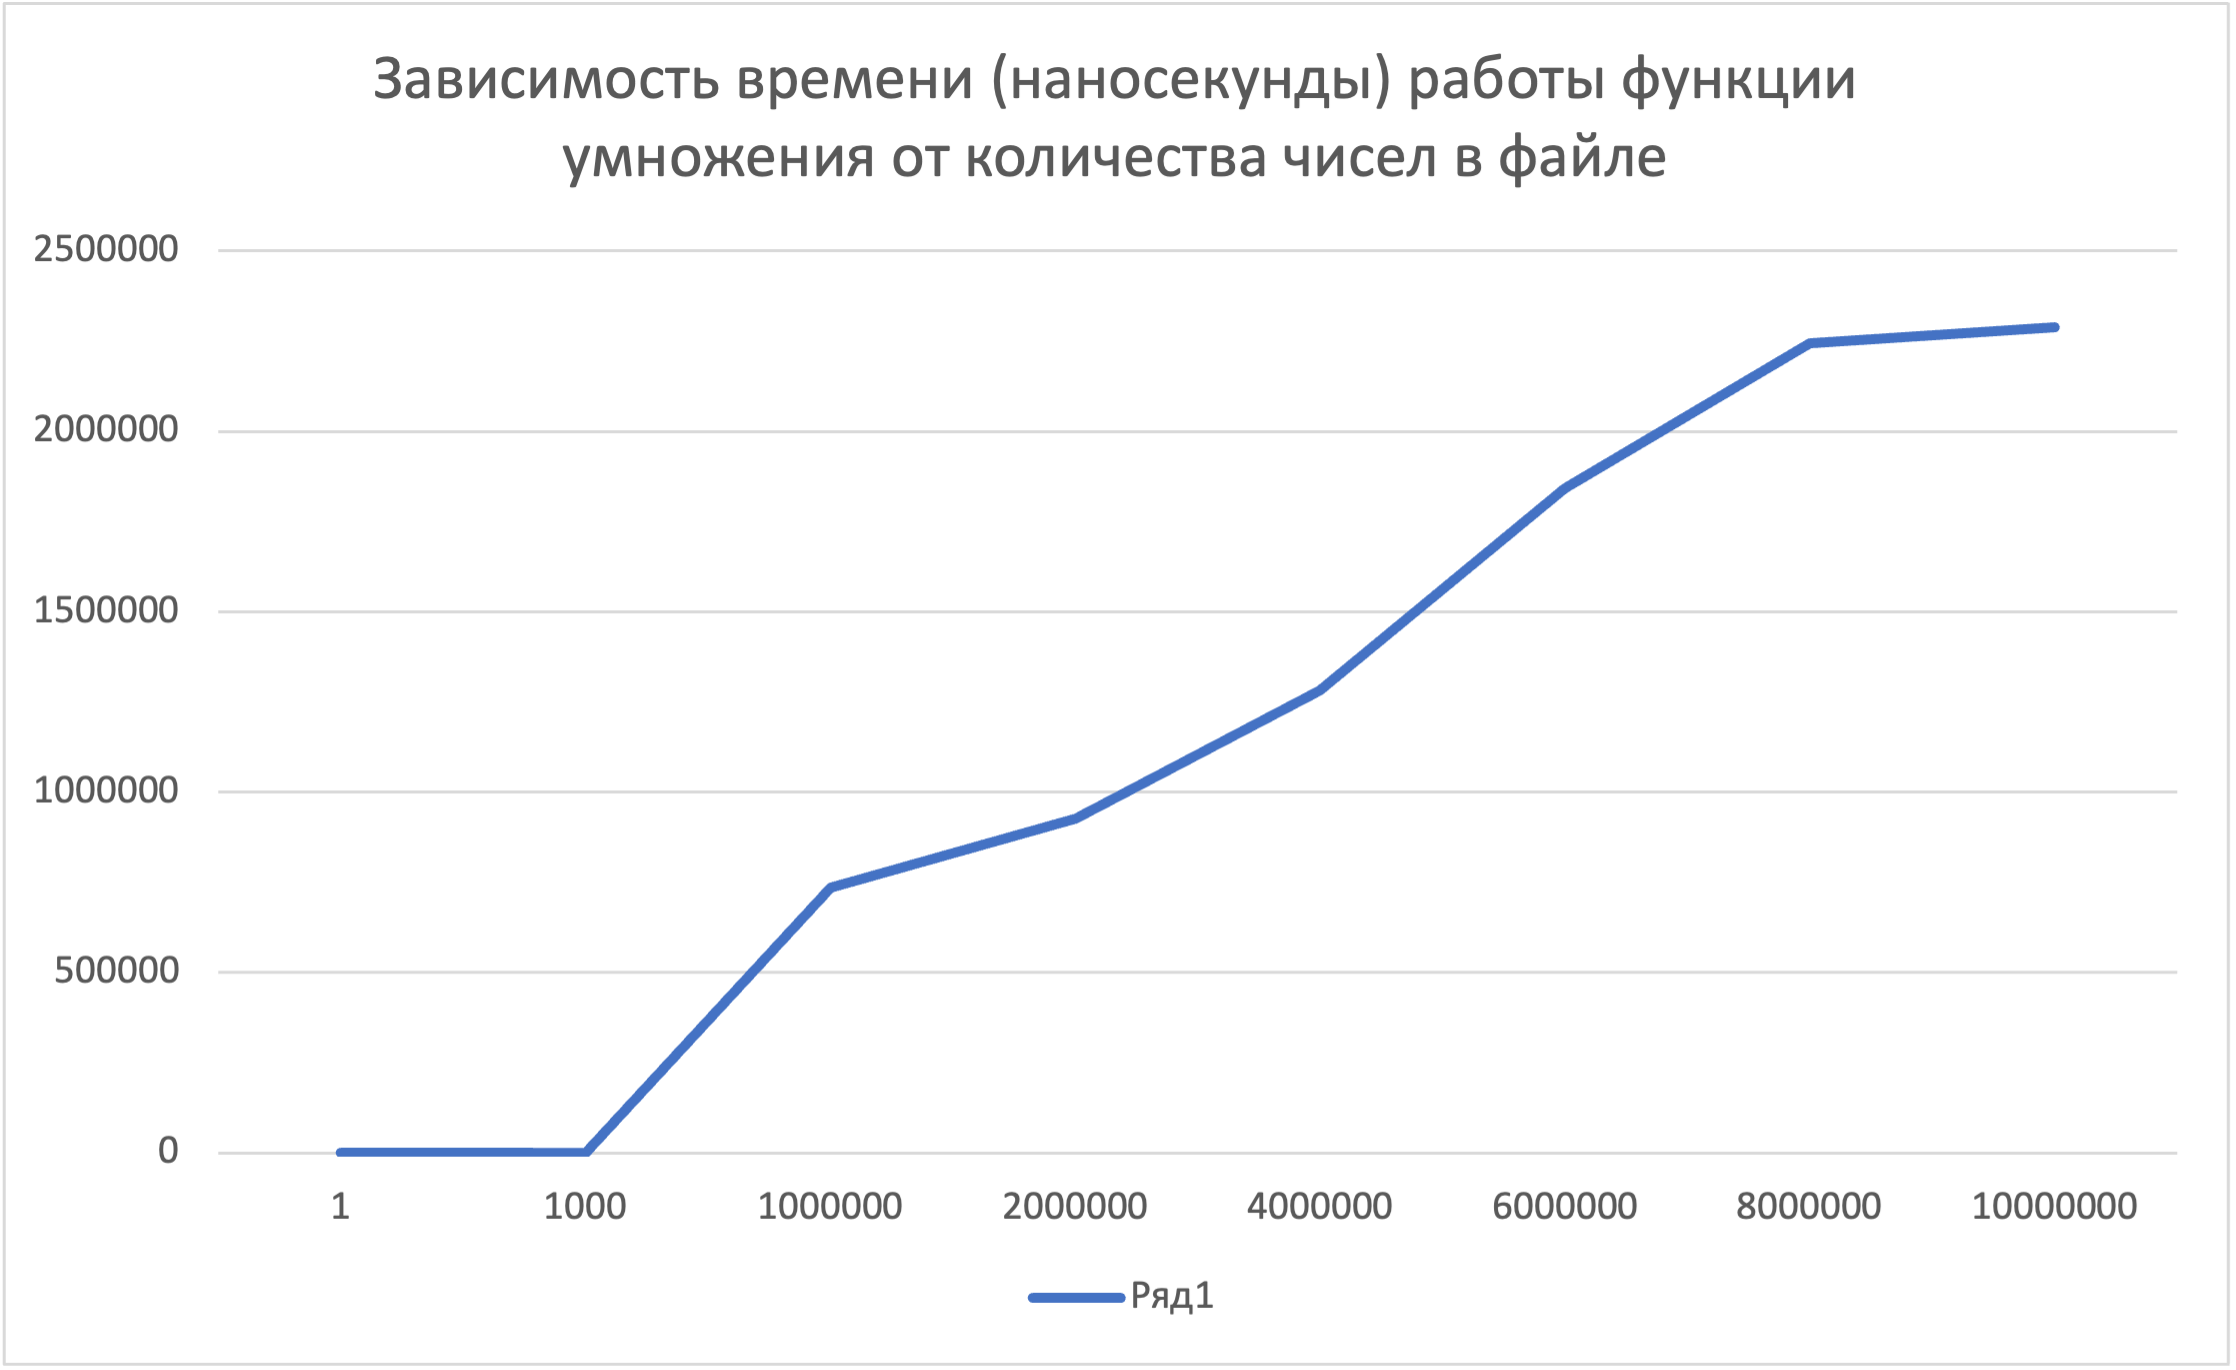 Зависимость времени (наносекунды) работы функции
умножения от количества чисел в файле
2500000
2000000
1500000
1000000
500000
0
1 1000 1000000 2000000 4000000 6000000 8000000 10000000
Ряд1